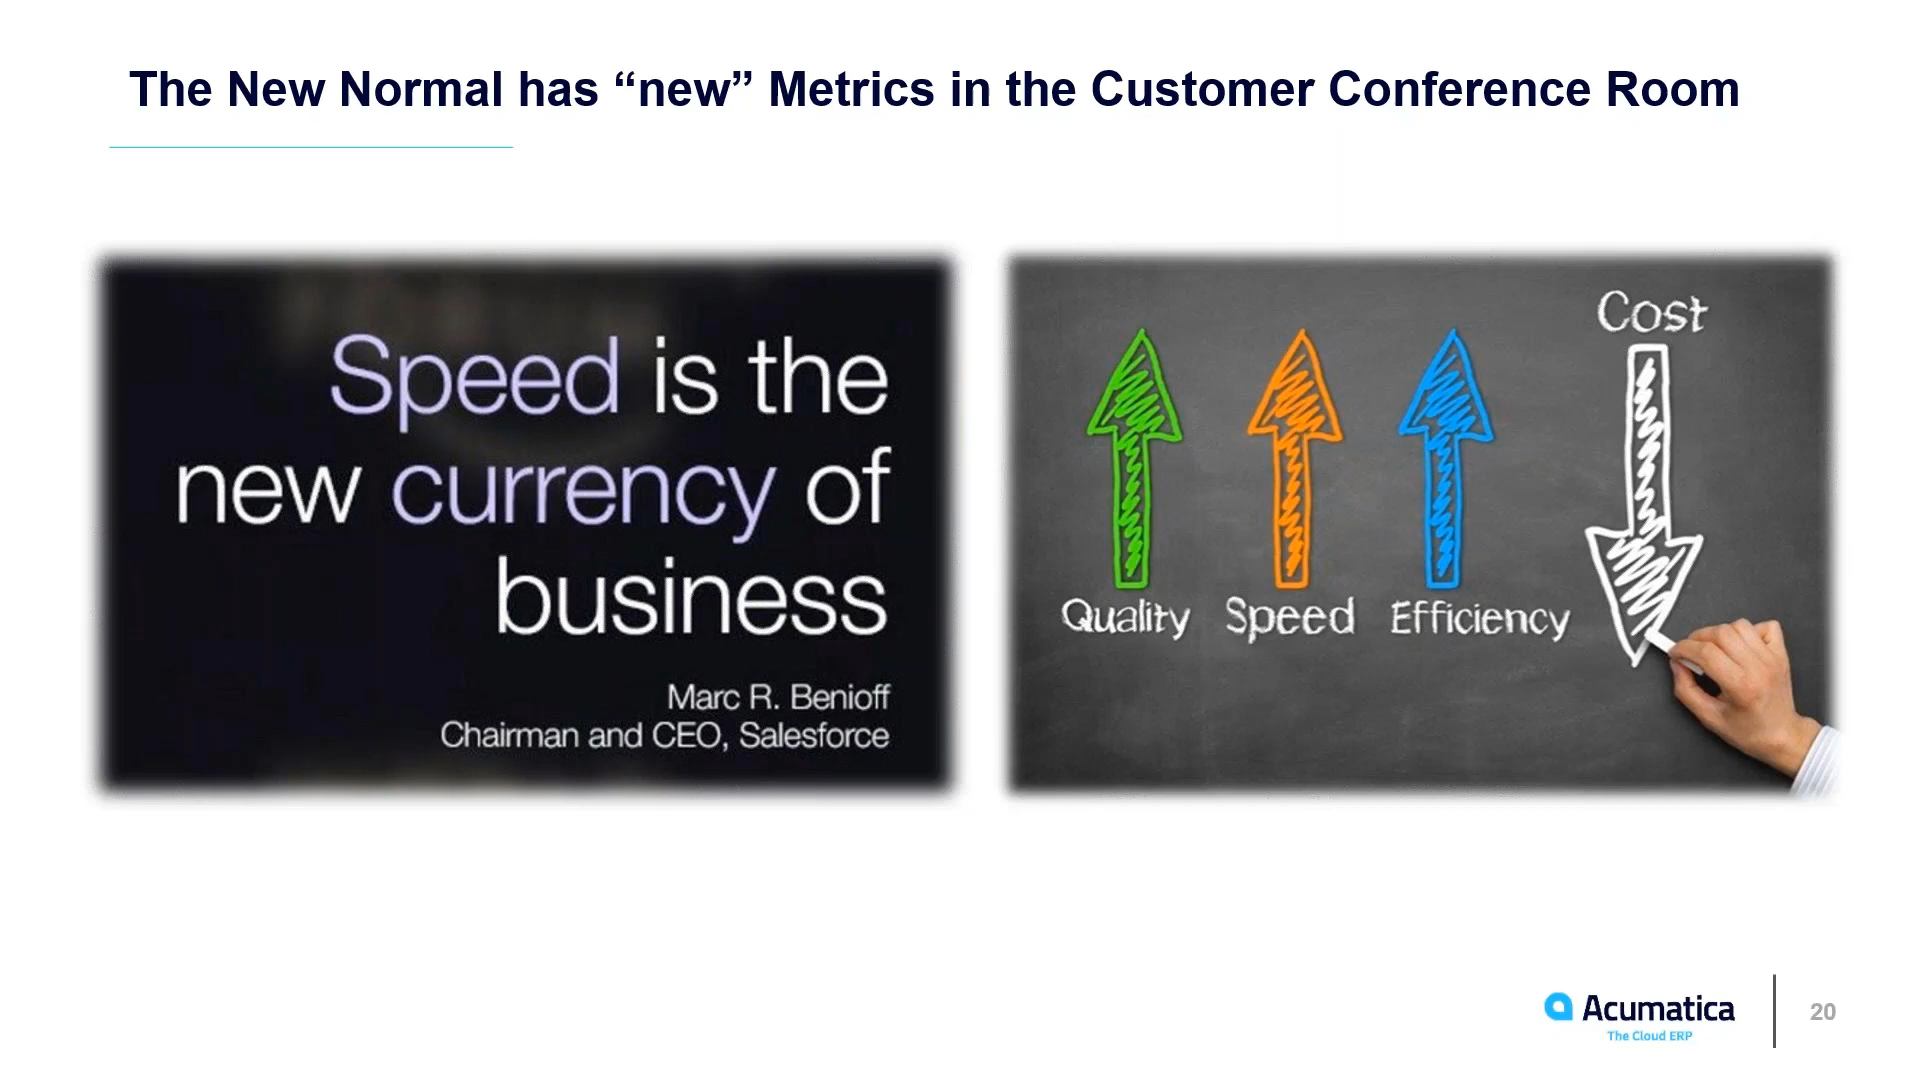 The New Normal has “new” Metrics in the Customer Conference Room
Speed is the
new currency of
business
Marc R. Benioff
Chairman and CEO, Salesforce
Cost
Quality Speed Efficiency
Acumatica
The Cloud ERP
20